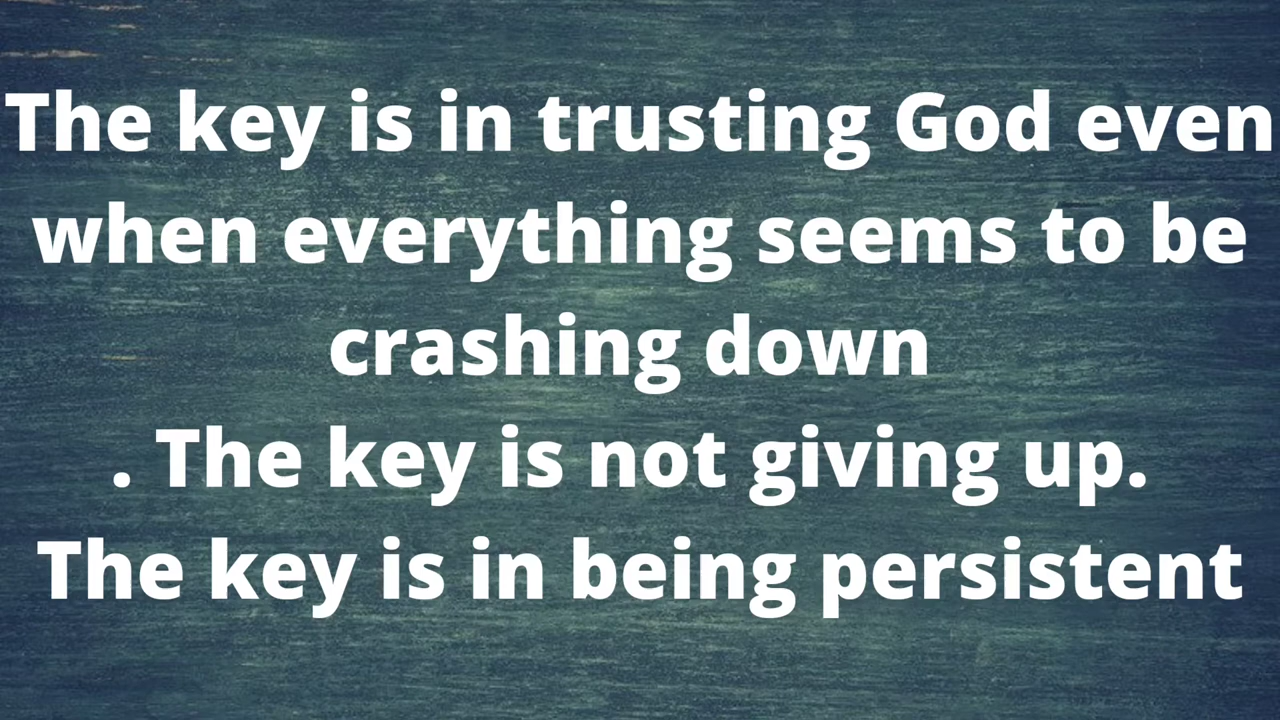 The key is in trusting God even
when everything seems to be
crashing down
. The key is not giving up.
The key is in being persistent